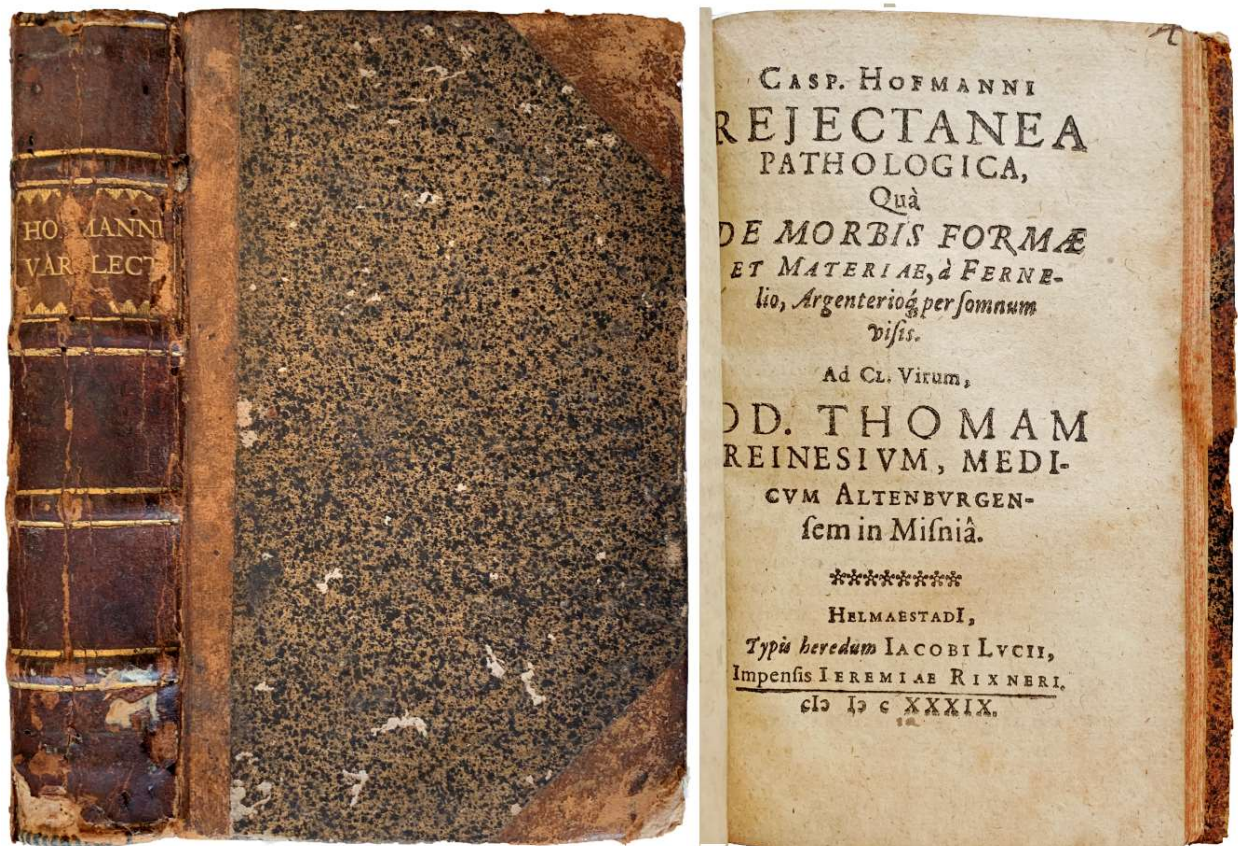 HO MANNI
VAR LECT
CASP. HOFMANNI
REJECTANEA
PATHOLOGICA,
Quà
DE MORBIS FORMÆ
ET MATERIAE, à FERNE-
lio, Argenterioq́; per ſomnum
viſis.
Ad CL. Virum,
DD. THOMAM
REINESIVM, MEDI-
CVM ALTENBVRGEN-
ſem in Miſniâ.
********
HELMAESTADI,
Typis heredum IACOBI LVCII,
Impenſis IEREMIAE RIXNERI.
cIↄ Iↄ c XXXIX.